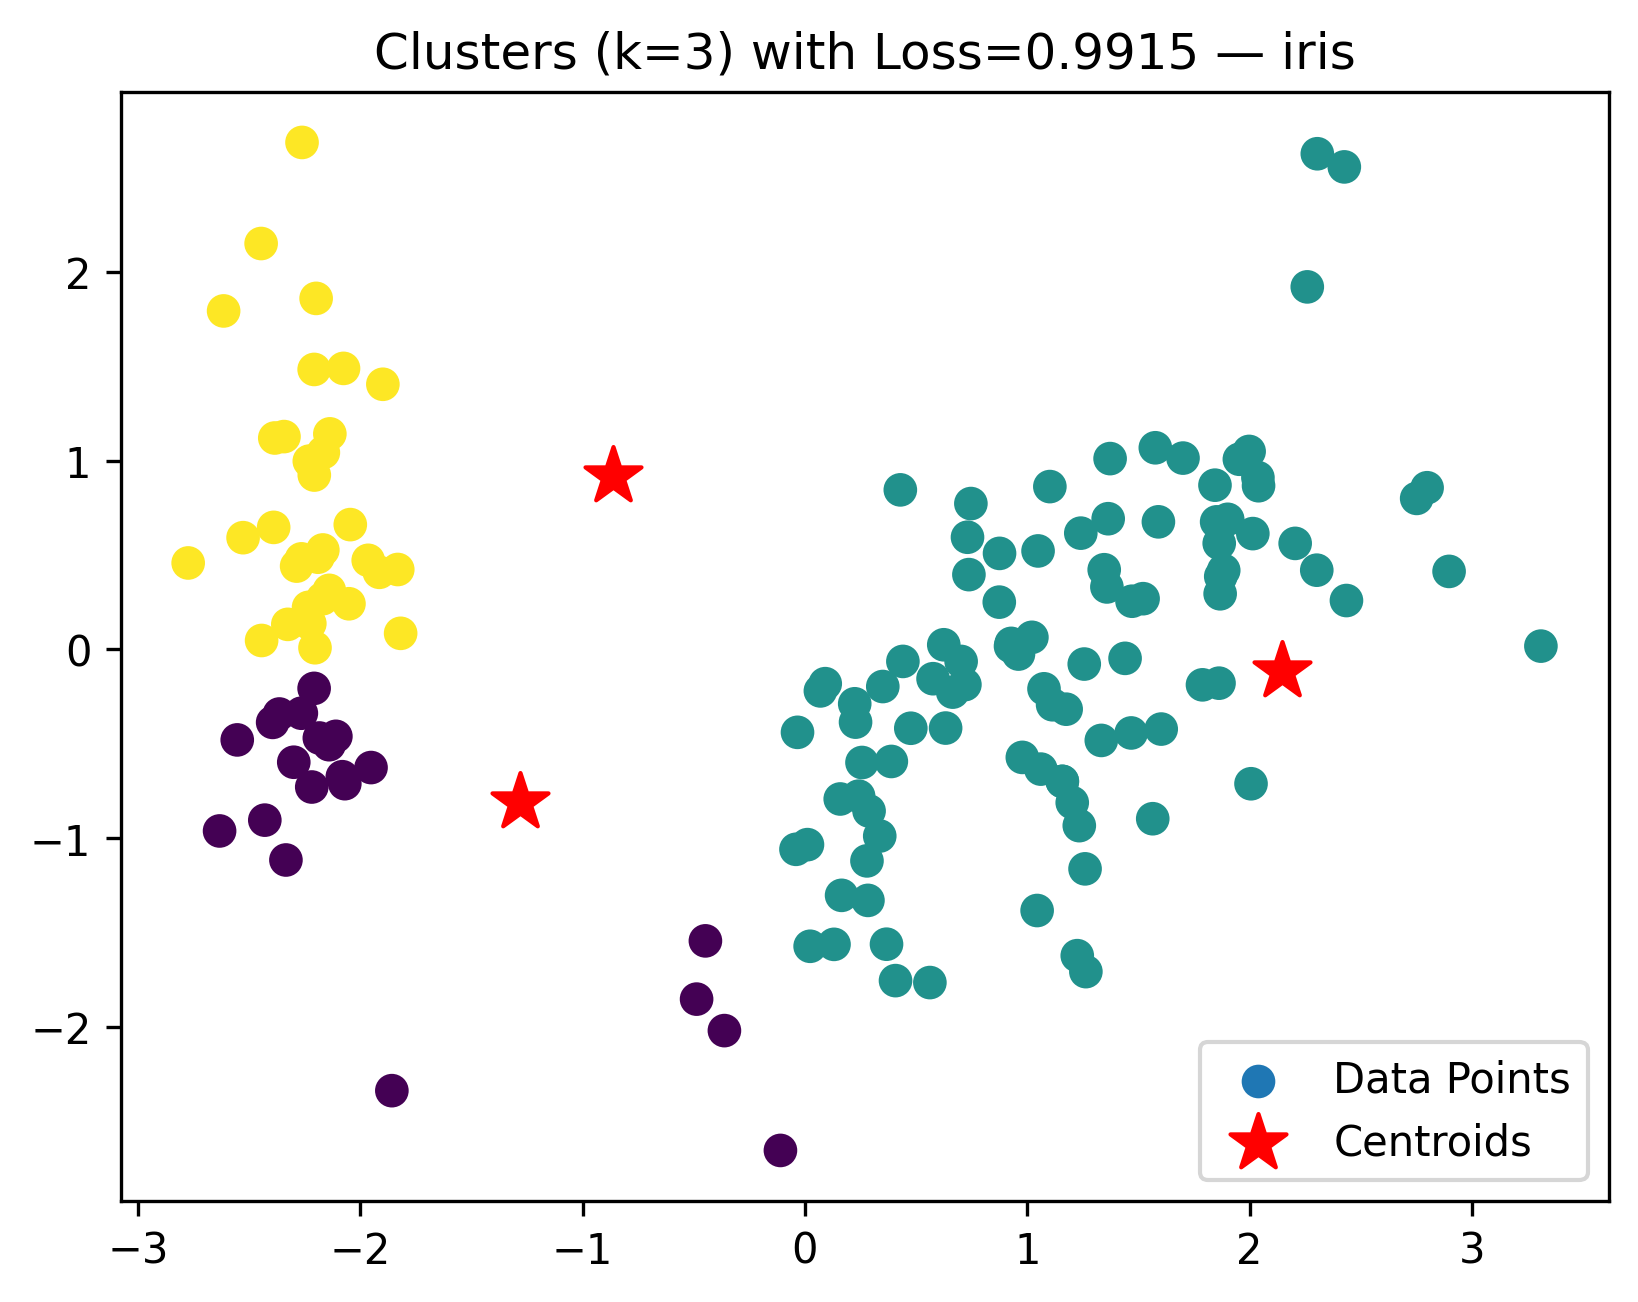 Clusters (k=3) with Loss=0.9915 — iris
2
1
0
−1
−2
Data Points
Centroids
−3 −2 −1 0 1 2 3